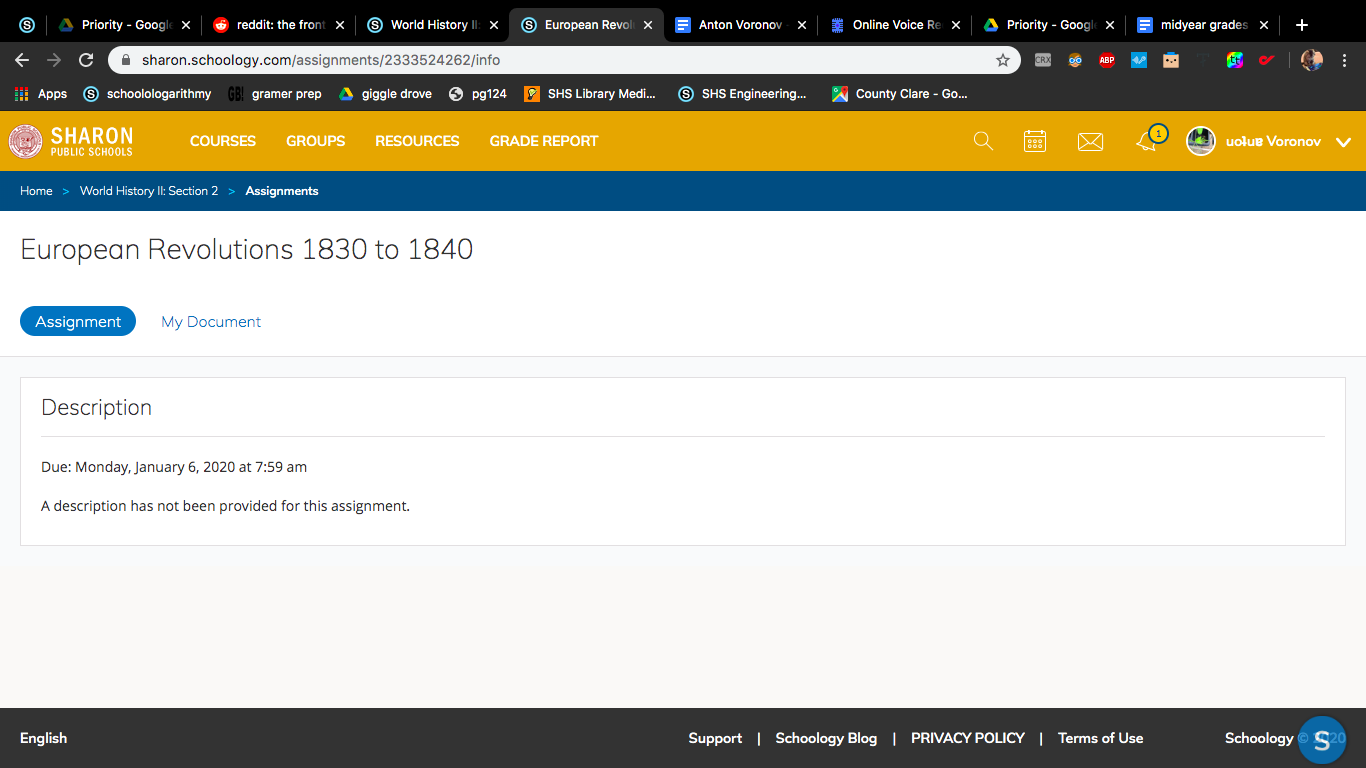 Priority - Google
reddit: the front
World History II:
European Revolu
Anton Voronov -
Online Voice Re
Priority - Google
midyear grades
sharon.schoology.com/assignments/2333524262/info
CRX
ABP
Apps
schoolologarithmy
GB!
gramer prep
giggle drove
pg124
SHS Library Medi...
SHS Engineering...
County Clare - Go...
SHARON
PUBLIC SCHOOLS
COURSES
GROUPS
RESOURCES
GRADE REPORT
1
Voronov
Home > World History II: Section 2 > Assignments
European Revolutions 1830 to 1840
Assignment
My Document
Description
Due: Monday, January 6, 2020 at 7:59 am
A description has not been provided for this assignment.
English
Support | Schoology Blog | PRIVACY POLICY | Terms of Use
Schoology © 2020
S